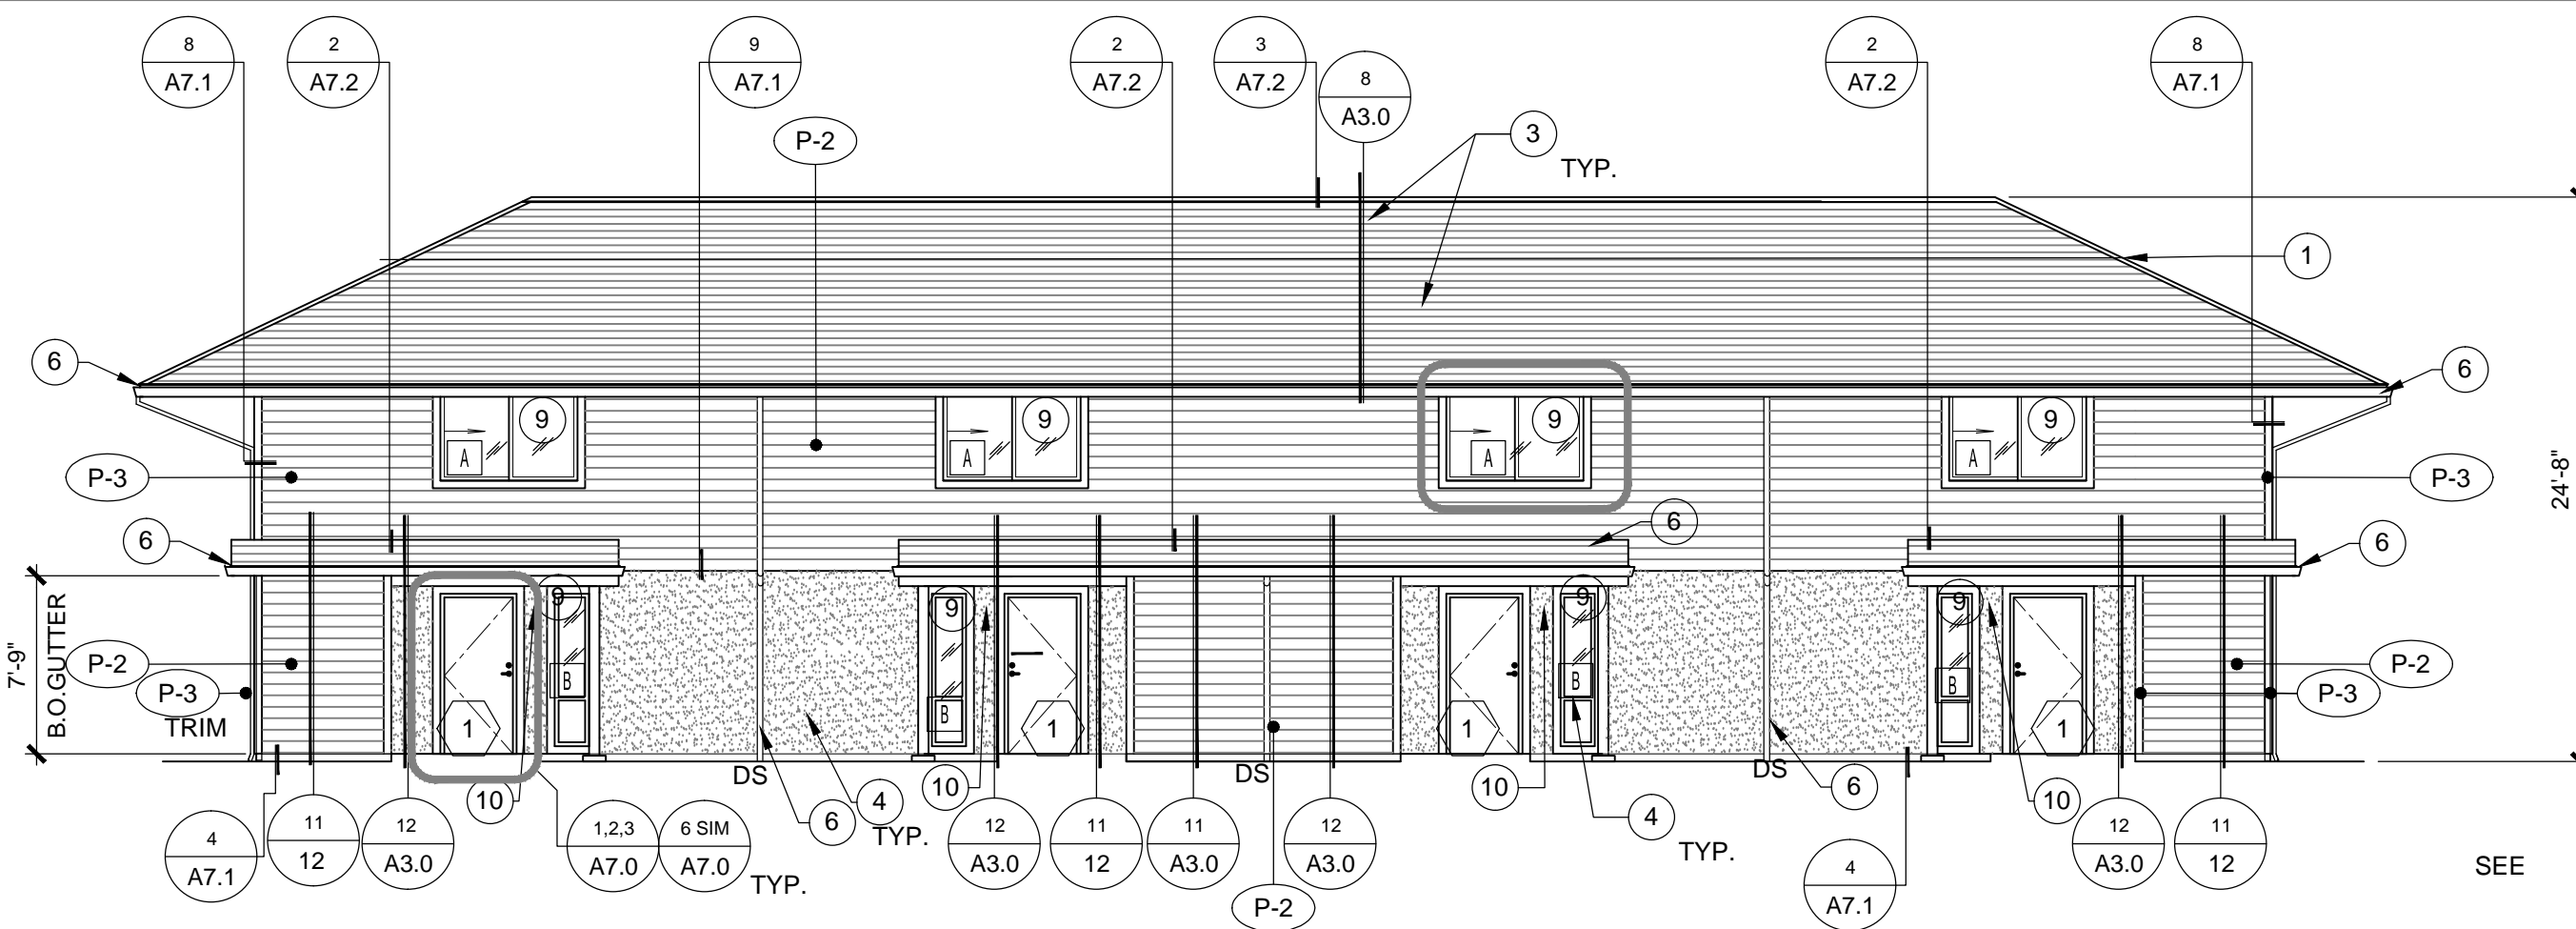 8
A7.1
2
A7.2
9
A7.1
2
A7.2
3
A7.2
8
A3.0
2
A7.2
8
A7.1
P-2
3
TYP.
1
6
6
9
9
9
9
A
A
A
A
P-3
P-3
24'-8"
6
6
6
7'-9"
B.O.GUTTER
9
9
9
9
P-2
P-2
P-3
P-3
TRIM
B
B
B
B
1
1
1
1
DS
DS
DS
10
6
4
TYP.
10
10
4
TYP.
6
10
4
A7.1
11
12
12
A3.0
1,2,3
A7.0
6 SIM
A7.0
TYP.
12
A3.0
11
12
11
A3.0
12
A3.0
P-2
4
A7.1
12
A3.0
11
12
SEE